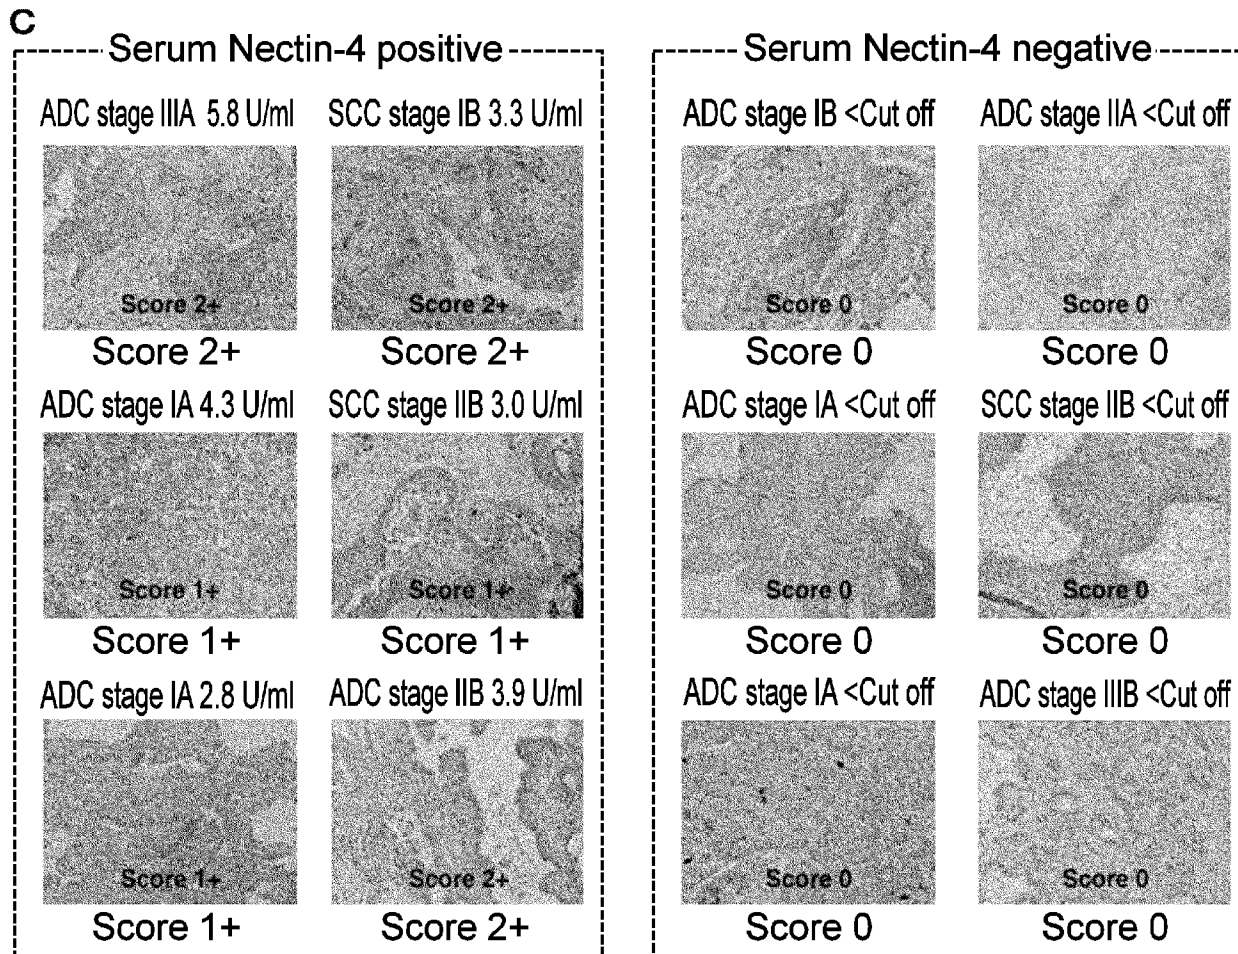 C
Serum Nectin-4 positive
Serum Nectin-4 negative
ADC stage IIIA 5.8 U/ml
SCC stage IB 3.3 U/ml
ADC stage IB <Cut off
ADC stage IIA <Cut off
Score 2+
Score 2+
Score 0
Score 0
Score 2+
Score 2+
Score 0
Score 0
ADC stage IA 4.3 U/ml
SCC stage IIB 3.0 U/ml
ADC stage IA <Cut off
SCC stage IIB <Cut off
Score 1+
Score 1+
Score 0
Score 0
Score 1+
Score 1+
Score 0
Score 0
ADC stage IA 2.8 U/ml
ADC stage IIB 3.9 U/ml
ADC stage IA <Cut off
ADC stage IIIB <Cut off
Score 1+
Score 2+
Score 0
Score 0
Score 1+
Score 2+
Score 0
Score 0